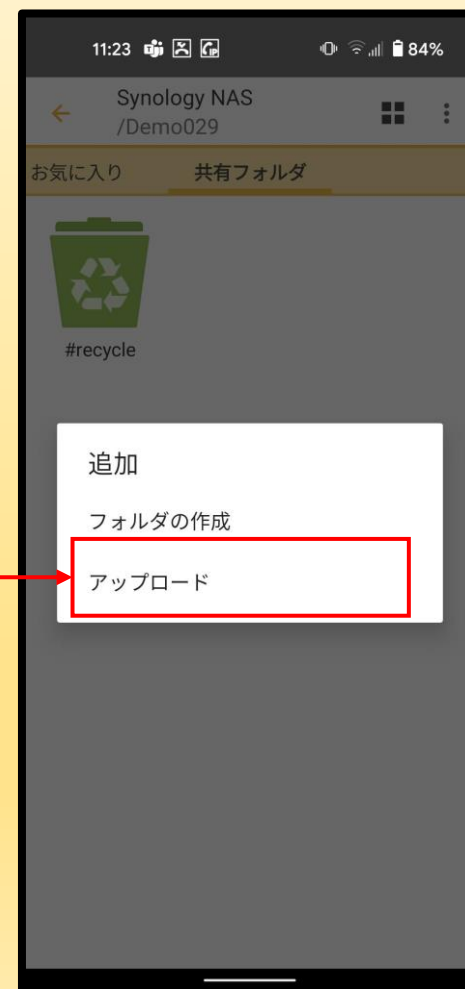 11:23
84%
Synology NAS
/Demo029
お気に入り 共有フォルダ
#recycle
追加
フォルダの作成
アップロード